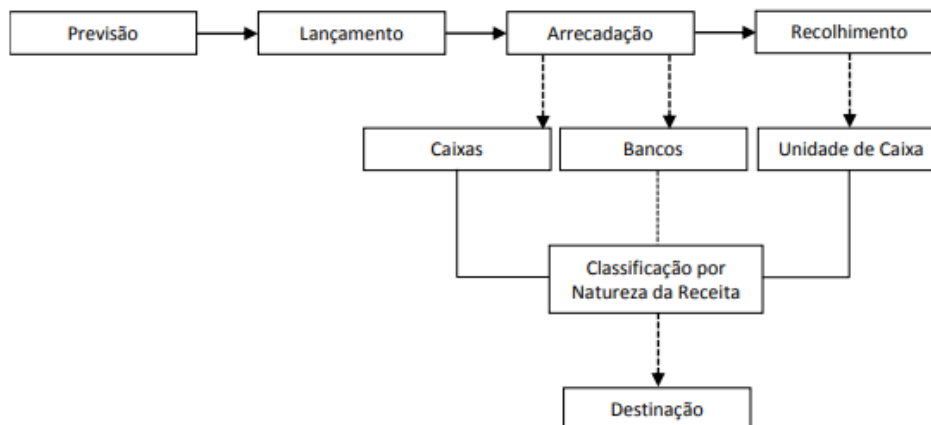 Previsão
Lançamento
Arrecadação
Recolhimento
Caixas
Bancos
Unidade de Caixa
Classificação por
Natureza da Receita
Destinação